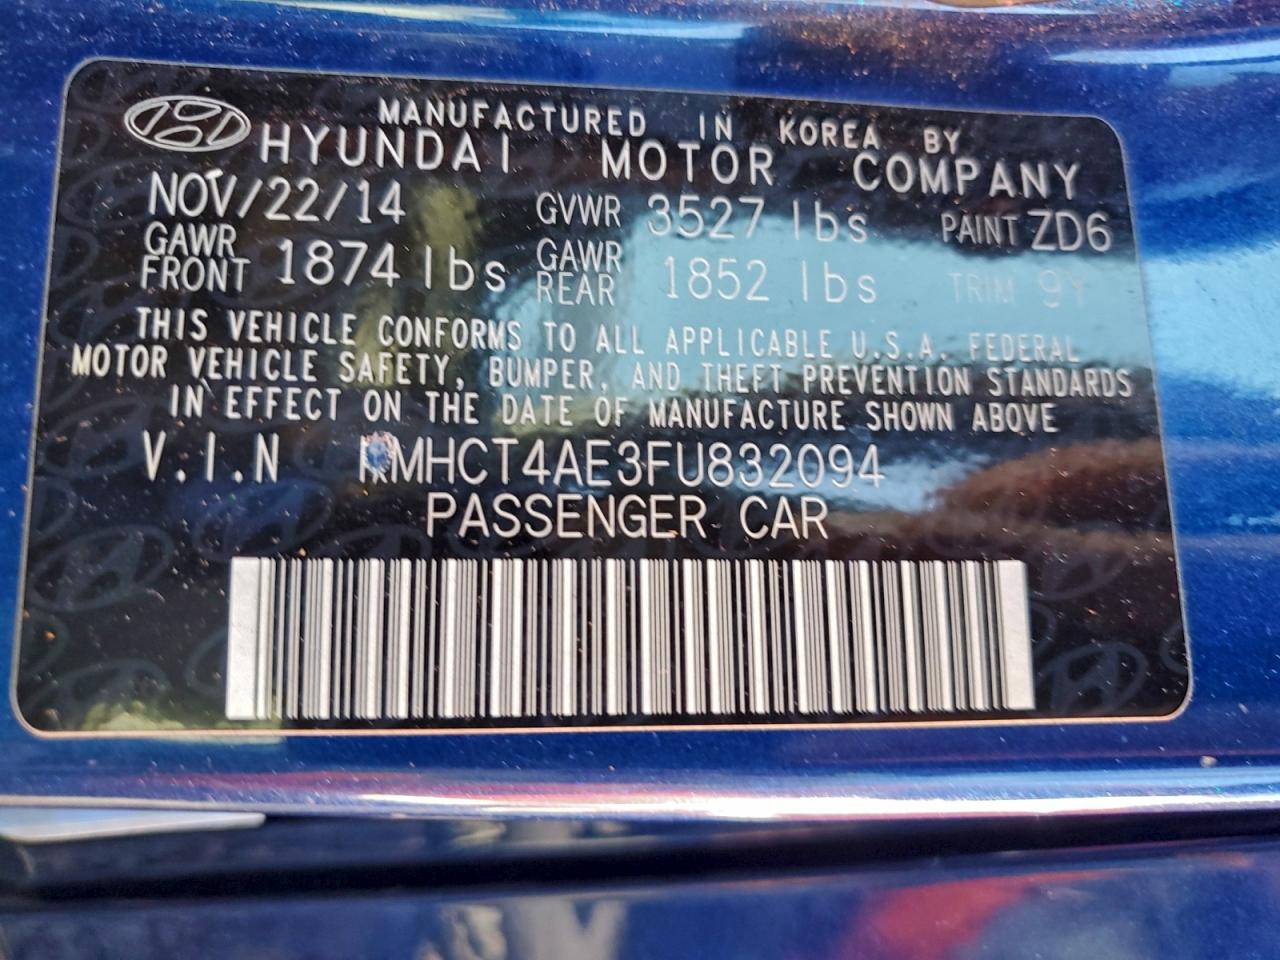 MANUFACTURED IN KOREA BY
HYUNDAI MOTOR COMPANY
NOV/22/14 GVWR 3527 lbs PAINT ZD6
GAWR FRONT 1874 lbs GAWR REAR 1852 lbs TRIM 9Y
THIS VEHICLE CONFORMS TO ALL APPLICABLE U.S.A. FEDERAL
MOTOR VEHICLE SAFETY, BUMPER, AND THEFT PREVENTION STANDARDS
IN EFFECT ON THE DATE OF MANUFACTURE SHOWN ABOVE
V.I.N KMHCT4AE3FU832094
PASSENGER CAR